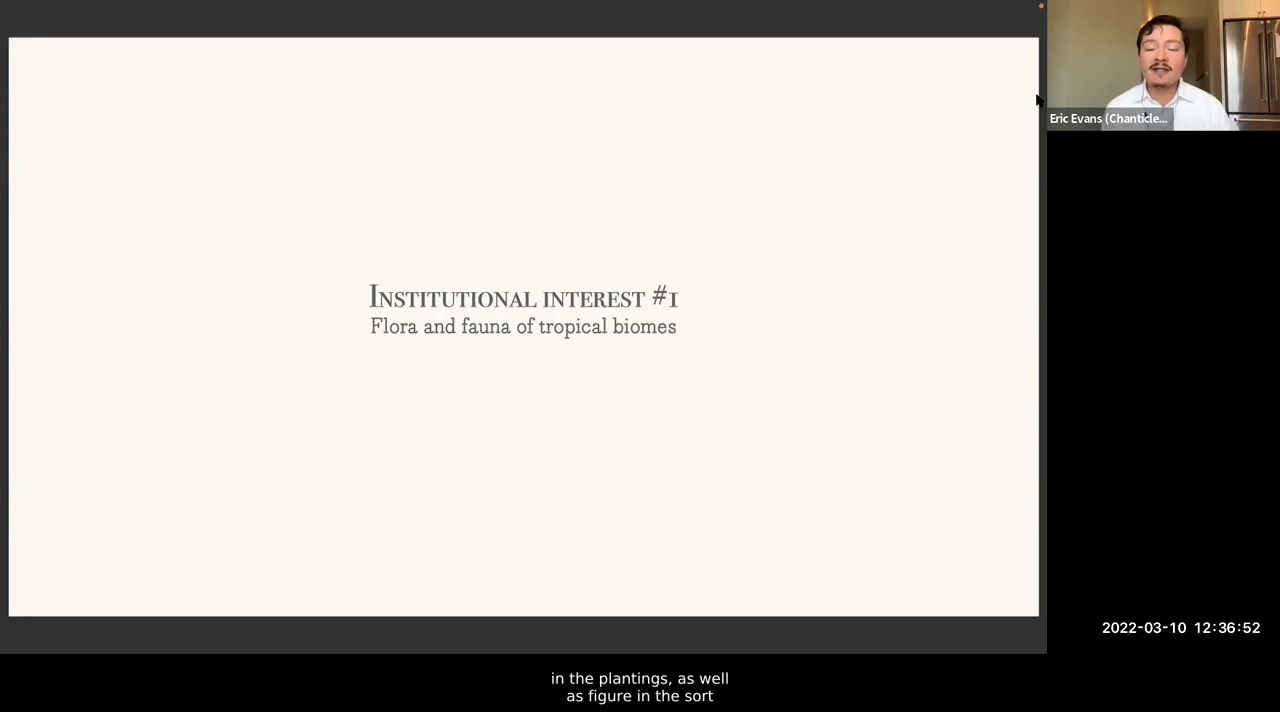 Institutional interest #1
Flora and fauna of tropical biomes
Eric Evans (Chanticle...
2022-03-10 12:36:52
in the plantings, as well
as figure in the sort